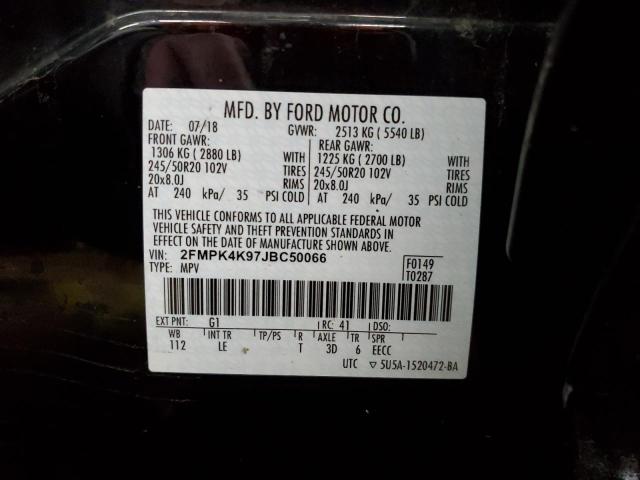 MFD. BY FORD MOTOR CO.
DATE: 07/18 GVWR: 2513 KG ( 5540 LB)
FRONT GAWR: REAR GAWR:
1306 KG ( 2880 LB) WITH 1225 KG ( 2700 LB) WITH
245/50R20 102V TIRES 245/50R20 102V TIRES
20x8.0J RIMS 20x8.0J RIMS
AT 240 kPa/ 35 PSI COLD AT 240 kPa/ 35 PSI COLD
THIS VEHICLE CONFORMS TO ALL APPLICABLE FEDERAL MOTOR
VEHICLE SAFETY AND THEFT PREVENTION STANDARDS IN
EFFECT ON THE DATE OF MANUFACTURE SHOWN ABOVE.
VIN: 2FMPK4K97JBC50066 F0149
TYPE: MPV T0287
EXT PNT: G1 RC: 41 DSO:
WB INT TR TP/PS R AXLE TR SPR
112 LE T 3D 6 EECC
UTC ▽ 5U5A-1520472-BA